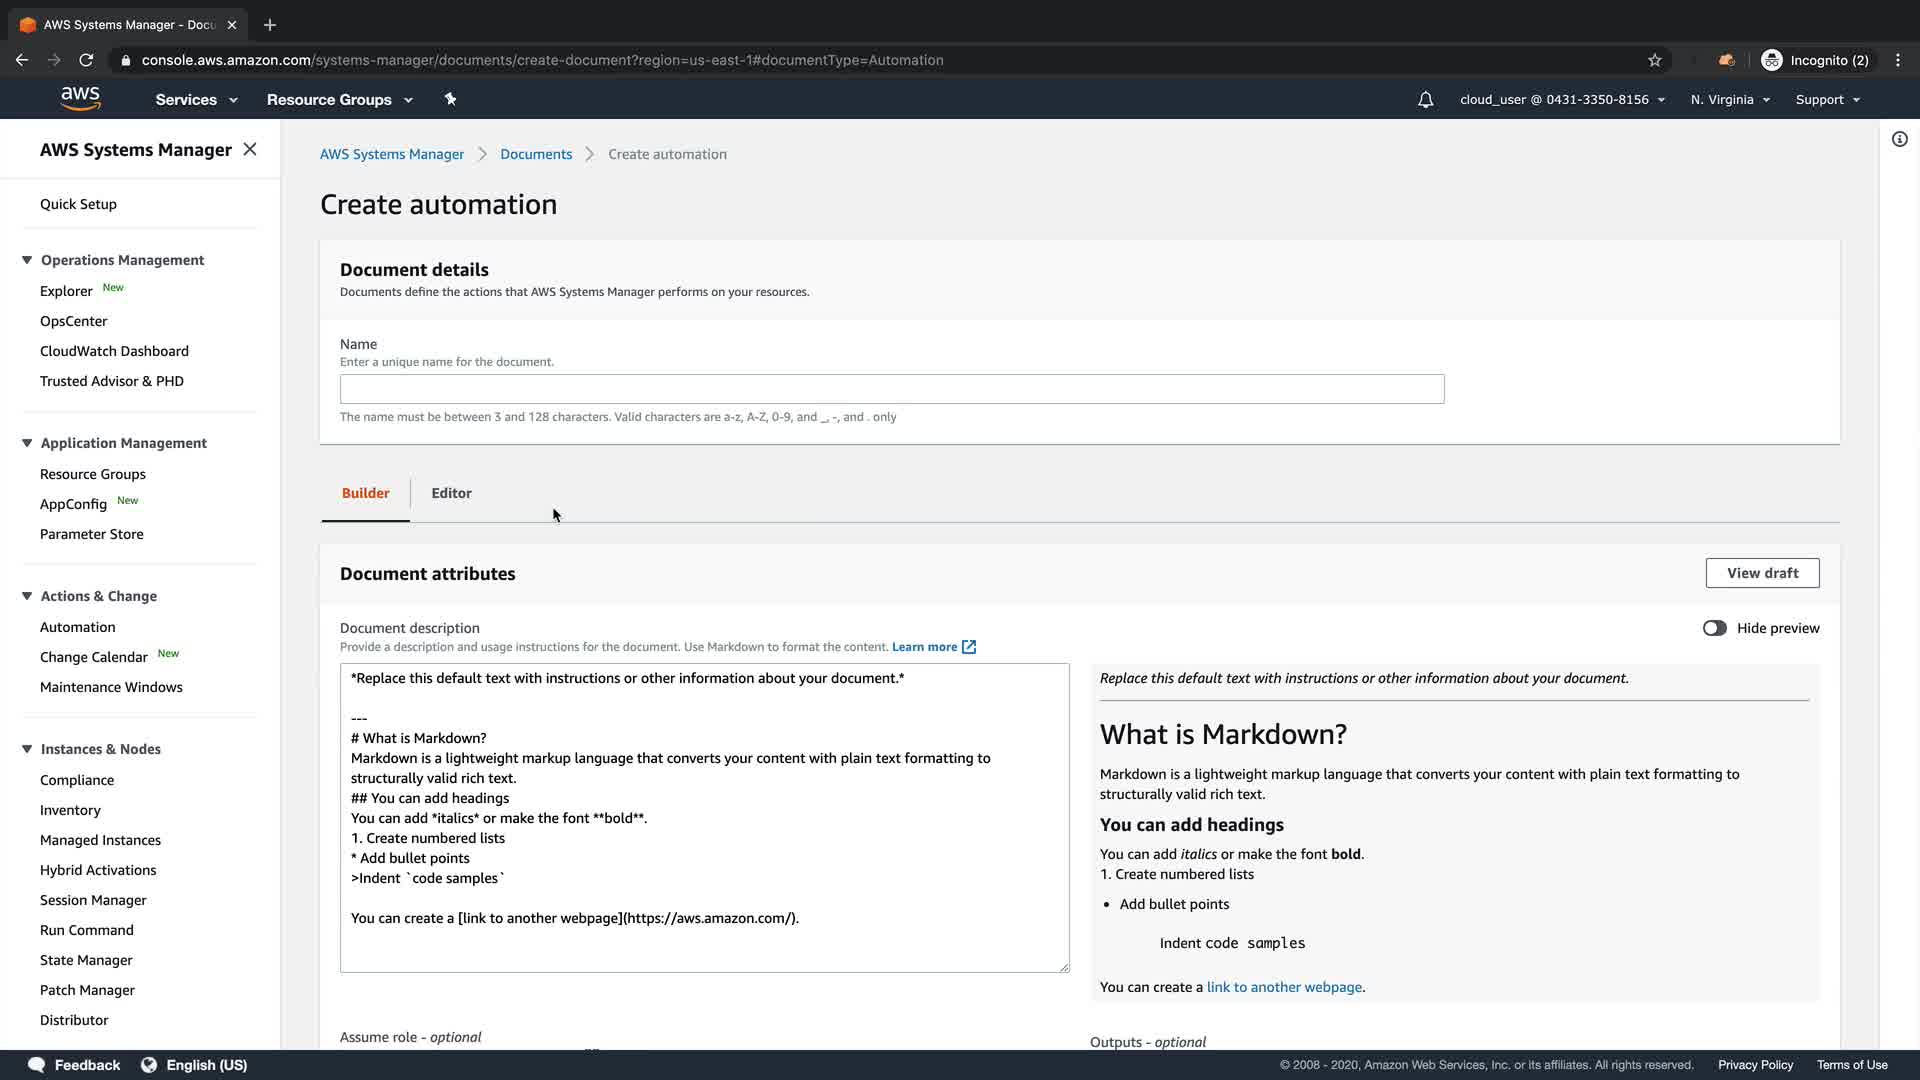 AWS Systems Manager - Docu
console.aws.amazon.com/systems-manager/documents/create-document?region=us-east-1#documentType=Automation
Incognito (2)
aws
Services
Resource Groups
cloud_user @ 0431-3350-8156
N. Virginia
Support
AWS Systems Manager
Quick Setup
Operations Management
Explorer New
OpsCenter
CloudWatch Dashboard
Trusted Advisor & PHD
Application Management
Resource Groups
AppConfig New
Parameter Store
Actions & Change
Automation
Change Calendar New
Maintenance Windows
Instances & Nodes
Compliance
Inventory
Managed Instances
Hybrid Activations
Session Manager
Run Command
State Manager
Patch Manager
Distributor
AWS Systems Manager > Documents > Create automation
Create automation
Document details
Documents define the actions that AWS Systems Manager performs on your resources.
Name
Enter a unique name for the document.
The name must be between 3 and 128 characters. Valid characters are a-z, A-Z, 0-9, and _, -, and . only
Builder
Editor
Document attributes
View draft
Document description
Provide a description and usage instructions for the document. Use Markdown to format the content. Learn more
Hide preview
*Replace this default text with instructions or other information about your document.*
---
# What is Markdown?
Markdown is a lightweight markup language that converts your content with plain text formatting to
structurally valid rich text.
## You can add headings
You can add *italics* or make the font **bold**.
1. Create numbered lists
* Add bullet points
>Indent `code samples`
You can create a [link to another webpage](https://aws.amazon.com/).
Replace this default text with instructions or other information about your document.
What is Markdown?
Markdown is a lightweight markup language that converts your content with plain text formatting to
structurally valid rich text.
You can add headings
You can add italics or make the font bold.
1. Create numbered lists
• Add bullet points
Indent code samples
You can create a link to another webpage.
Assume role - optional
Outputs - optional
Feedback
English (US)
© 2008 - 2020, Amazon Web Services, Inc. or its affiliates. All rights reserved.
Privacy Policy
Terms of Use